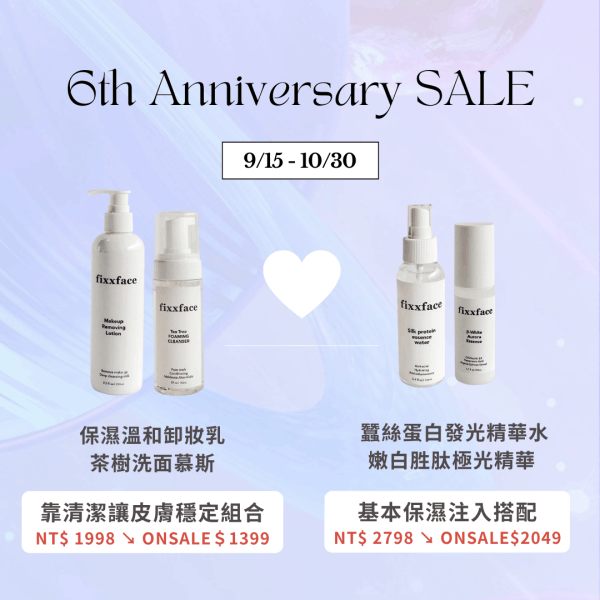 6th Anniversary SALE
9/15 - 10/30
fixxface
Makeup
Removing
Lotion
fixxface
Tea Tree
FOAMING
CLEANSER
fixxface
Silk protein
essence
water
fixxface
β-White
Aurora
Essence
保濕溫和卸妝乳
茶樹洗面慕斯
蠶絲蛋白發光精華水
嫩白胜肽極光精華
靠清潔讓皮膚穩定組合
NT$ 1998 ↘ ONSALE＄1399
基本保濕注入搭配
NT$ 2798 ↘ ONSALE$2049